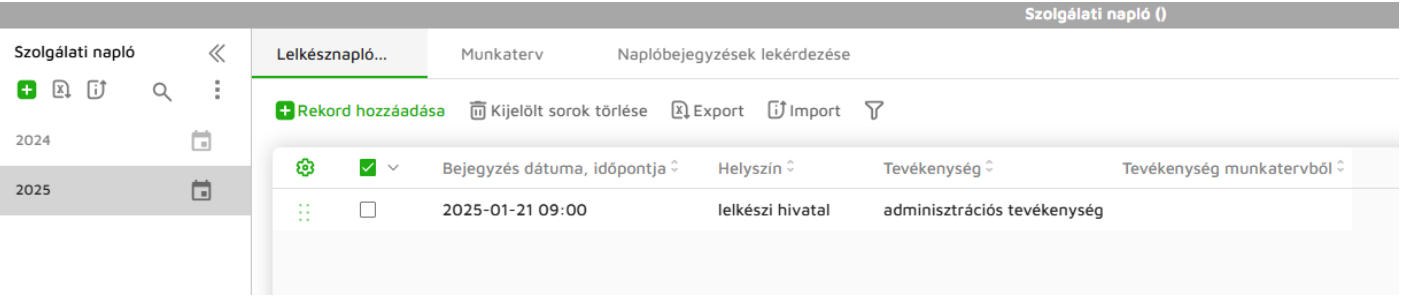 Szolgálati napló ()
Szolgálati napló
Lelkésznapló... Munkaterv Naplóbejegyzések lekérdezése
Rekord hozzáadása Kijelölt sorok törlése Export Import
2024
2025
Bejegyzés dátuma, időpontja Helyszín Tevékenység Tevékenység munkatervből
2025-01-21 09:00 lelkészi hivatal adminisztrációs tevékenység